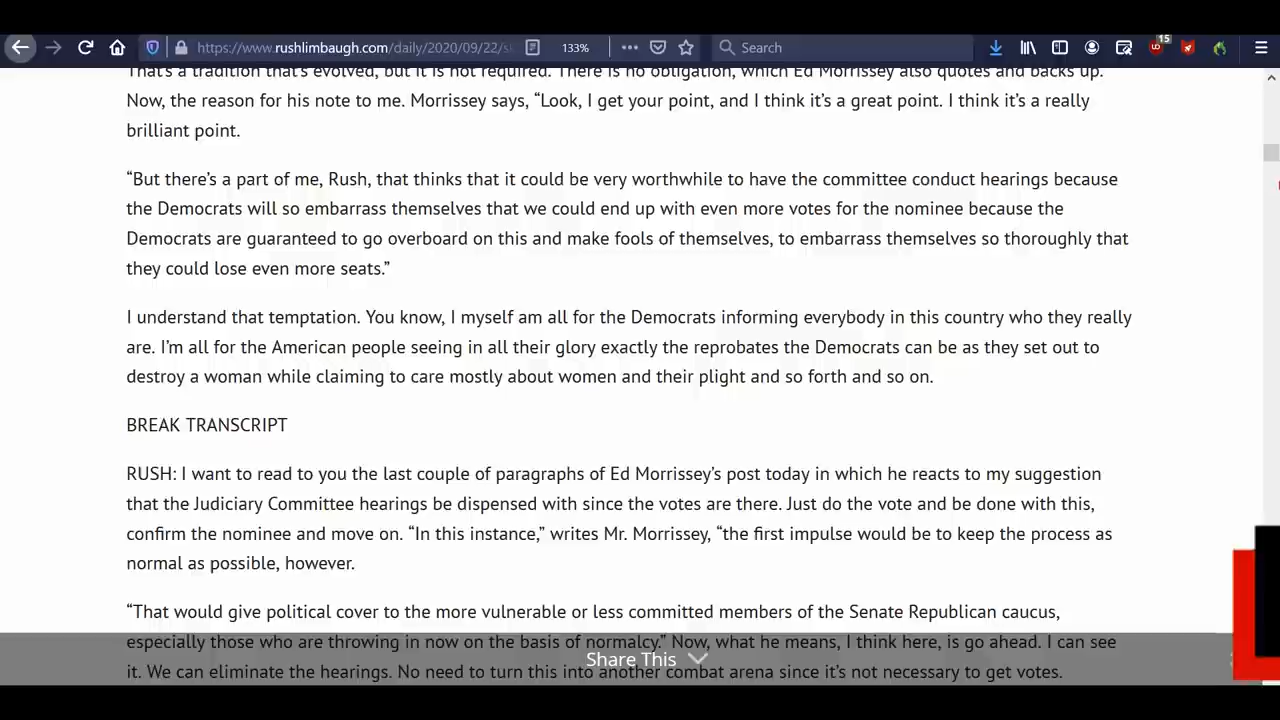 https://www.rushlimbaugh.com/daily/2020/09/22/s
133%
Search
15
That's a tradition that's evolved, but it is not required. There is no obligation, which Ed Morrissey also quotes and backs up.
Now, the reason for his note to me. Morrissey says, “Look, I get your point, and I think it's a great point. I think it's a really
brilliant point.
“But there's a part of me, Rush, that thinks that it could be very worthwhile to have the committee conduct hearings because
the Democrats will so embarrass themselves that we could end up with even more votes for the nominee because the
Democrats are guaranteed to go overboard on this and make fools of themselves, to embarrass themselves so thoroughly that
they could lose even more seats.”
I understand that temptation. You know, I myself am all for the Democrats informing everybody in this country who they really
are. I'm all for the American people seeing in all their glory exactly the reprobates the Democrats can be as they set out to
destroy a woman while claiming to care mostly about women and their plight and so forth and so on.
BREAK TRANSCRIPT
RUSH: I want to read to you the last couple of paragraphs of Ed Morrissey's post today in which he reacts to my suggestion
that the Judiciary Committee hearings be dispensed with since the votes are there. Just do the vote and be done with this,
confirm the nominee and move on. “In this instance,” writes Mr. Morrissey, “the first impulse would be to keep the process as
normal as possible, however.
“That would give political cover to the more vulnerable or less committed members of the Senate Republican caucus,
especially those who are throwing in now on the basis of normalcy.” Now, what he means, I think here, is go ahead. I can see
Share This
it. We can eliminate the hearings. No need to turn this into another combat arena since it's not necessary to get votes.